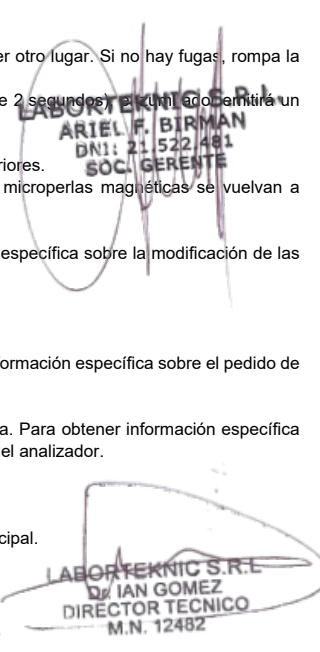 er otro lugar. Si no hay fugas, rompa la
e 2 segundos), el zumbador emitirá un
LABORTEKNIC S.R.L.
ARIEL F. BIRMAN
DNI: 21.522.481
SOC. GERENTE
riores.
microperlas magnéticas se vuelvan a
específica sobre la modificación de las
ormación específica sobre el pedido de
a. Para obtener información específica
el analizador.
cipal.
LABORTEKNIC S.R.L
Dr. IAN GOMEZ
DIRECTOR TECNICO
M.N. 12482